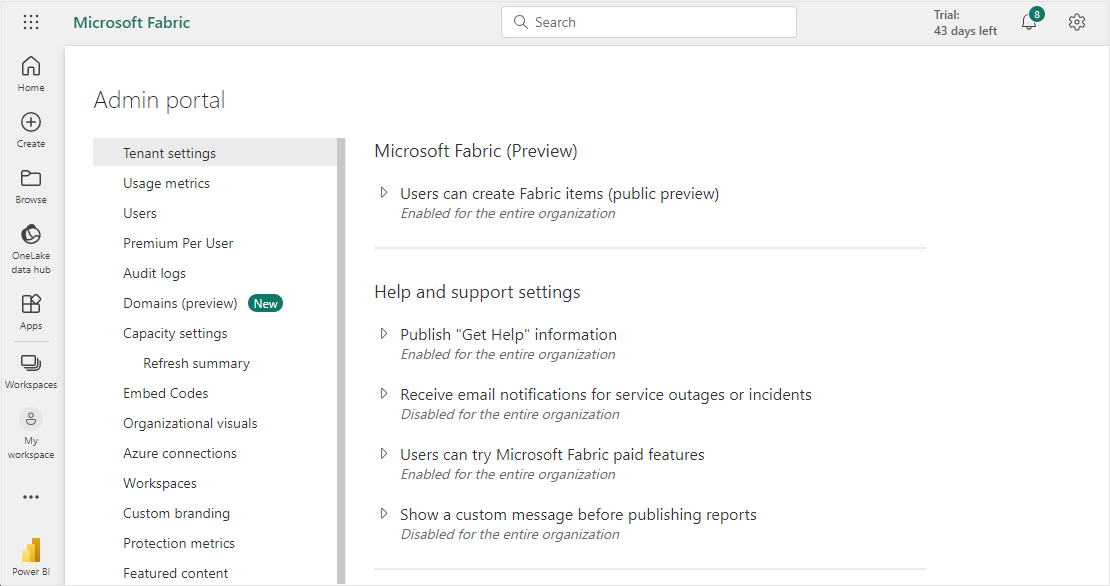 Microsoft Fabric
Search
Trial:
43 days left
8
Home
Create
Browse
OneLake
data hub
Apps
Workspaces
My
workspace
Power BI
Admin portal
Tenant settings
Usage metrics
Users
Premium Per User
Audit logs
Domains (preview) New
Capacity settings
Refresh summary
Embed Codes
Organizational visuals
Azure connections
Workspaces
Custom branding
Protection metrics
Featured content
Microsoft Fabric (Preview)
Users can create Fabric items (public preview)
Enabled for the entire organization
Help and support settings
Publish "Get Help" information
Enabled for the entire organization
Receive email notifications for service outages or incidents
Disabled for the entire organization
Users can try Microsoft Fabric paid features
Enabled for the entire organization
Show a custom message before publishing reports
Disabled for the entire organization